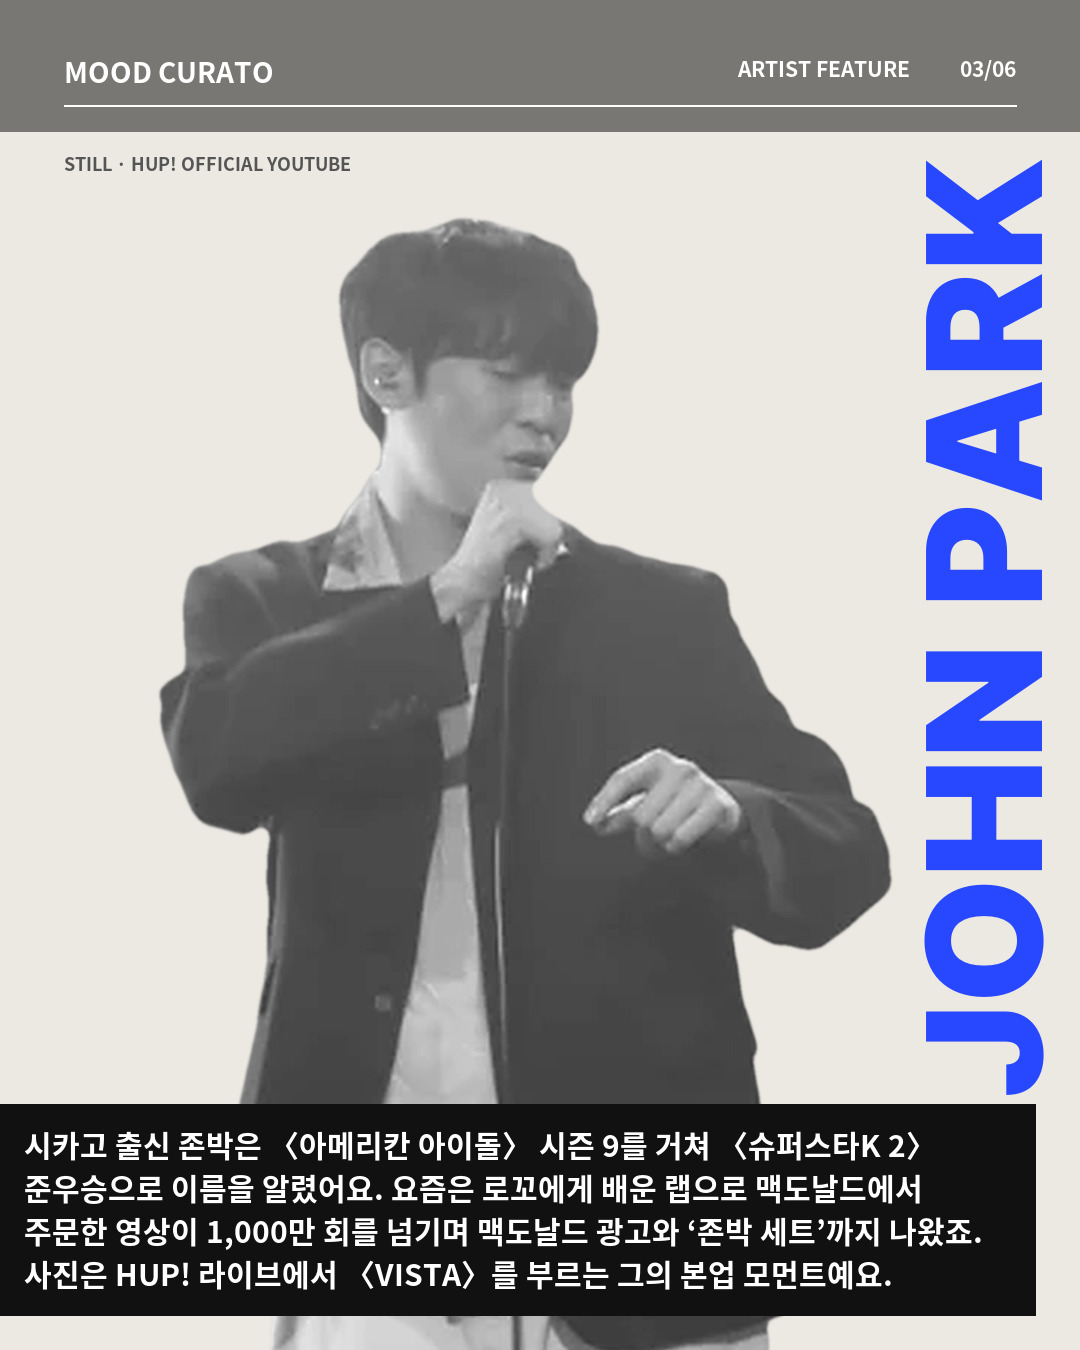 MOOD CURATO
ARTIST FEATURE 03/06
STILL · HUP! OFFICIAL YOUTUBE
JOHN PARK
시카고 출신 존박은 〈아메리칸 아이돌〉 시즌 9를 거쳐 〈슈퍼스타K 2〉
준우승으로 이름을 알렸어요. 요즘은 로꼬에게 배운 랩으로 맥도날드에서
주문한 영상이 1,000만 회를 넘기며 맥도날드 광고와 ‘존박 세트’까지 나왔죠.
사진은 HUP! 라이브에서 〈VISTA〉를 부르는 그의 본업 모먼트예요.